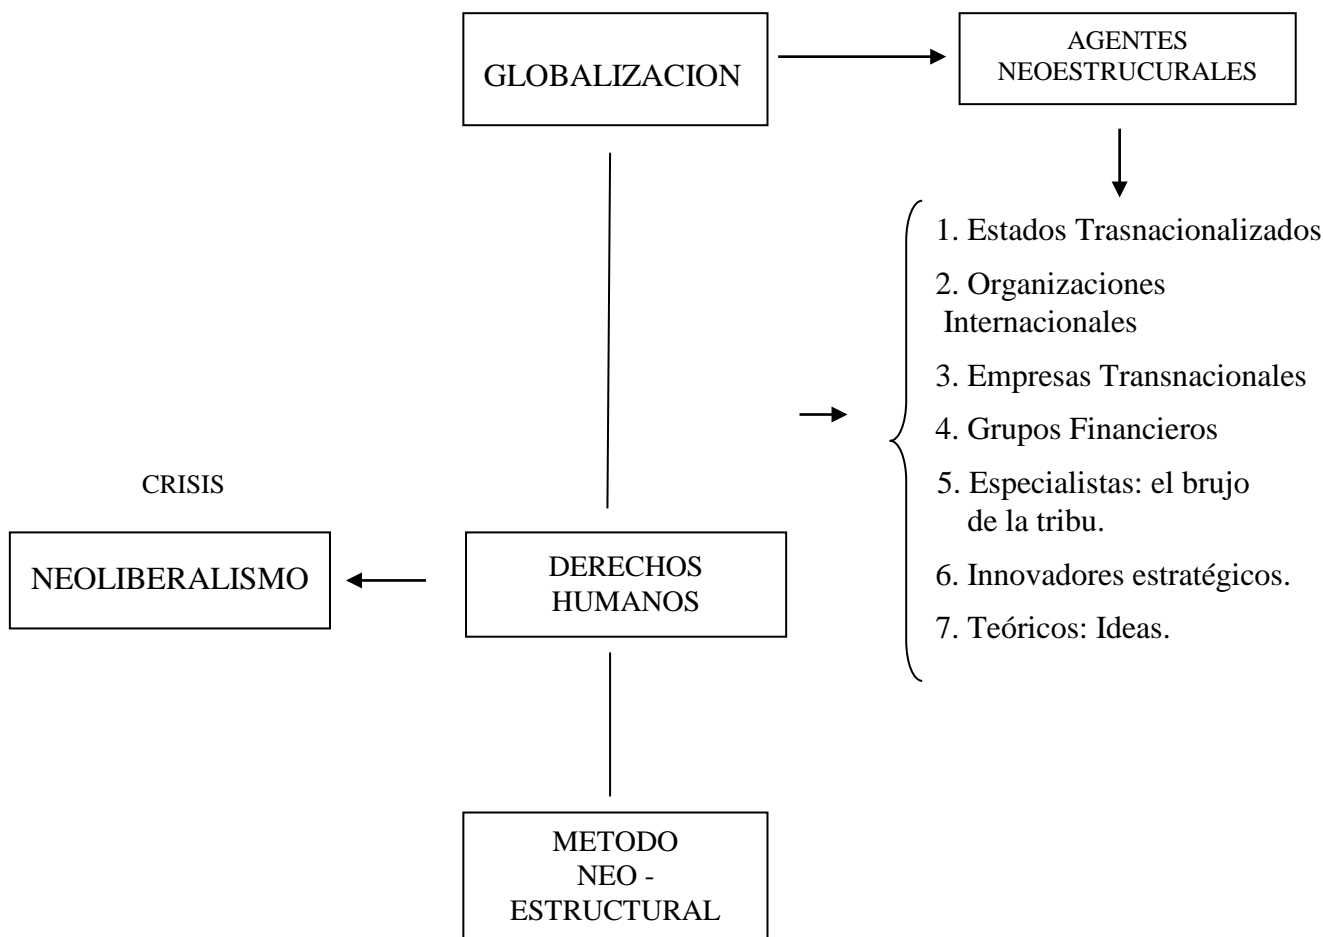 GLOBALIZACION
AGENTES
NEOESTRUCURALES
1. Estados Trasnacionalizados
2. Organizaciones
Internacionales
3. Empresas Transnacionales
4. Grupos Financieros
5. Especialistas: el brujo
de la tribu.
6. Innovadores estratégicos.
7. Teóricos: Ideas.
CRISIS
NEOLIBERALISMO
DERECHOS
HUMANOS
METODO
NEO -
ESTRUCTURAL